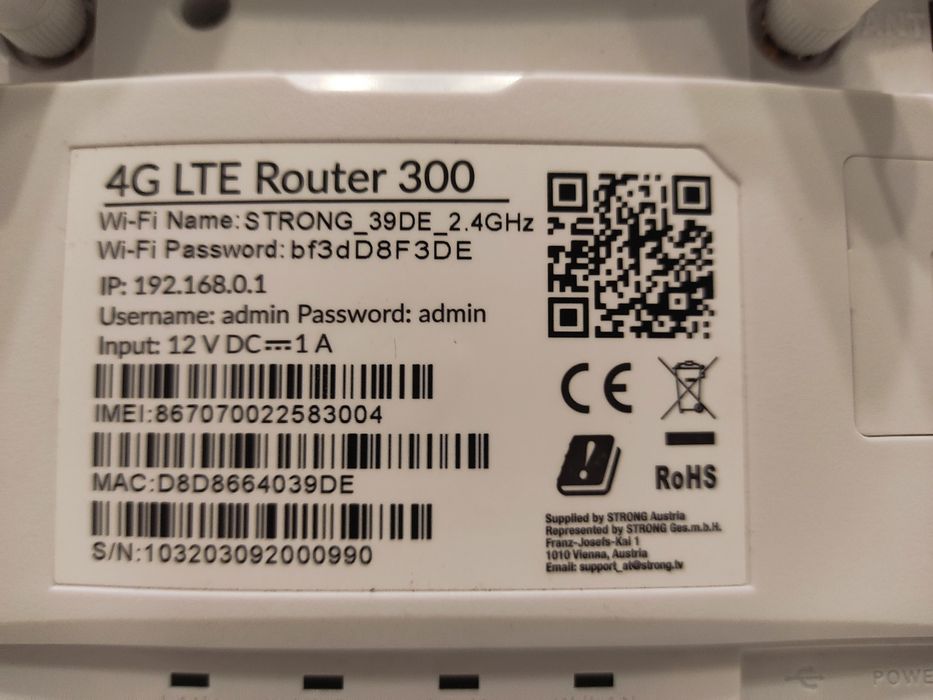 4G LTE Router 300
Wi-Fi Name: STRONG_39DE_2.4GHz
Wi-Fi Password: bf3dD8F3DE
IP: 192.168.0.1
Username: admin Password: admin
Input: 12 V DC⎓1 A
IMEI:867070022583004
MAC:D8D8664039DE
S/N:103203092000990
CE
RoHS
Supplied by STRONG Austria
Represented by STRONG Ges.m.b.H.
Franz-Josefs-Kai 1
1010 Vienna, Austria
Email: support_at@strong.tv